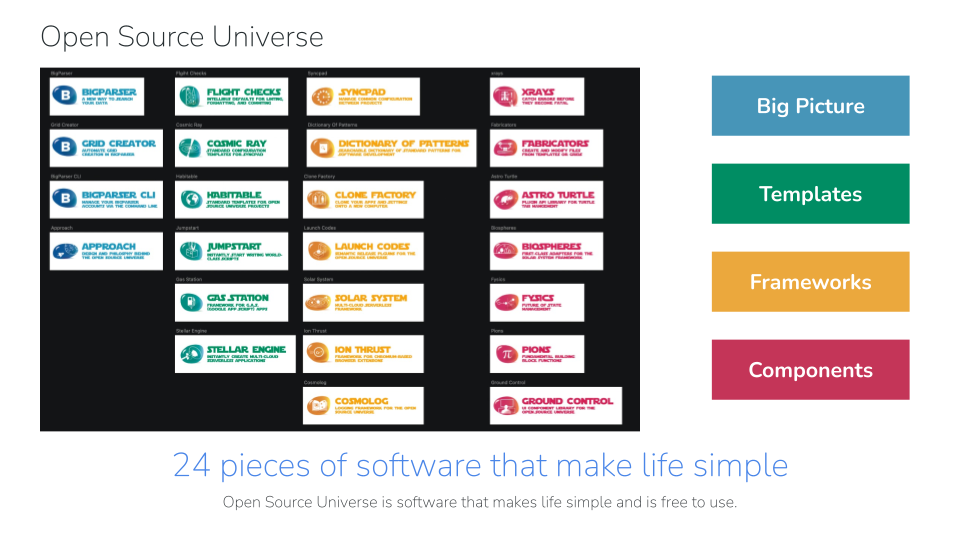 Open Source Universe
BigParser
BIGPARSER
A NEW WAY TO SEARCH
YOUR DATA
Flight Checks
FLIGHT CHECKS
INTELLIGENT DEFAULTS FOR LINTING,
FORMATTING, AND COMMITING
Syncpad
SYNCPAD
MANAGE COMMON CONFIGURATION
BETWEEN PROJECTS
XRAYS
CATCH ERRORS BEFORE
THEY BECOME FATAL
Grid Creator
GRID CREATOR
AUTOMATE GRID
CREATION IN BIGPARSER
Cosmic Ray
COSMIC RAY
STANDARD CONFIGURATION
TEMPLATES FOR SYNCPAD
Dictionary Of Patterns
DICTIONARY OF PATTERNS
SEARCHABLE DICTIONARY OF STANDARD PATTERNS FOR
SOFTWARE DEVELOPMENT
Fabricators
FABRICATORS
CREATE AND MODIFY FILES
FROM TEMPLATES OR CODE
BigParser CLI
BIGPARSER CLI
MANAGE YOUR BIGPARSER
ACCOUNTS VIA THE COMMAND LINE
Habitable
HABITABLE
STANDARD TEMPLATES FOR OPEN
SOURCE UNIVERSE PROJECTS
Clone Factory
CLONE FACTORY
CLONE YOUR APPS AND SETTINGS
ONTO A NEW COMPUTER
Astro Turtle
ASTRO TURTLE
PLUGIN API LIBRARY FOR TURTLE
TAB MANAGEMENT
Approach
APPROACH
DESIGN AND PHILOSOPHY BEHIND
THE OPEN SOURCE UNIVERSE
Jumpstart
JUMPSTART
INSTANTLY START WRITING WORLD-
CLASS SCRIPTS
Launch Codes
LAUNCH CODES
SEMANTIC RELEASE PLUGINS FOR THE
OPEN SOURCE UNIVERSE
Biospheres
BIOSPHERES
FIRST-CLASS ADAPTERS FOR THE
SOLAR SYSTEM FRAMEWORK
Gas Station
GAS STATION
FRAMEWORK FOR G.A.S.
(GOOGLE APP SCRIPT) APPS
Solar System
SOLAR SYSTEM
MULTI-CLOUD SERVERLESS
FRAMEWORK
Fysics
FYSICS
FUTURE OF STATE
MANAGEMENT
Stellar Engine
STELLAR ENGINE
INSTANTLY CREATE MULTI-CLOUD
SERVERLESS APPLICATIONS
Ion Thrust
ION THRUST
FRAMEWORK FOR CHROMIUM-BASED
BROWSER EXTENSIONS
Pions
PIONS
FUNDAMENTAL BUILDING
BLOCK FUNCTIONS
Cosmolog
COSMOLOG
LOGGING FRAMEWORK FOR THE OPEN
SOURCE UNIVERSE
Ground Control
GROUND CONTROL
UI COMPONENT LIBRARY FOR THE
OPEN SOURCE UNIVERSE
Big Picture
Templates
Frameworks
Components
24 pieces of software that make life simple
Open Source Universe is software that makes life simple and is free to use.